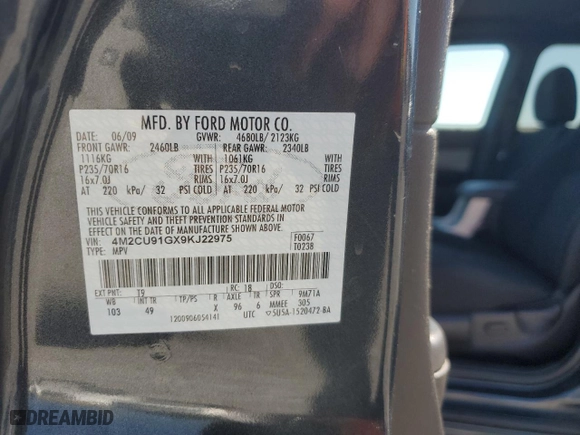 MFD. BY FORD MOTOR CO.
DATE: 06/09 GVWR: 4680LB/ 2123KG
FRONT GAWR: 2460LB REAR GAWR: 2340LB
1116KG WITH 1061KG WITH
P235/70R16 TIRES P235/70R16 TIRES
16x7.0J RIMS 16x7.0J RIMS
AT 220 kPa/ 32 PSI COLD AT 220 kPa/ 32 PSI COLD
THIS VEHICLE CONFORMS TO ALL APPLICABLE FEDERAL MOTOR
VEHICLE SAFETY AND THEFT PREVENTION STANDARDS IN
EFFECT ON THE DATE OF MANUFACTURE SHOWN ABOVE.
VIN: 4M2CU91GX9KJ22975 F0067
TYPE: MPV T0238
EXT PNT: T9 RC: 18 DSO:
WB INT TR TP/PS R AXLE TR SPR 9M71A
103 49 X 96 6 MMEE 305
1200906054141 UTC 5U5A-1520472-BA
DREAMBID